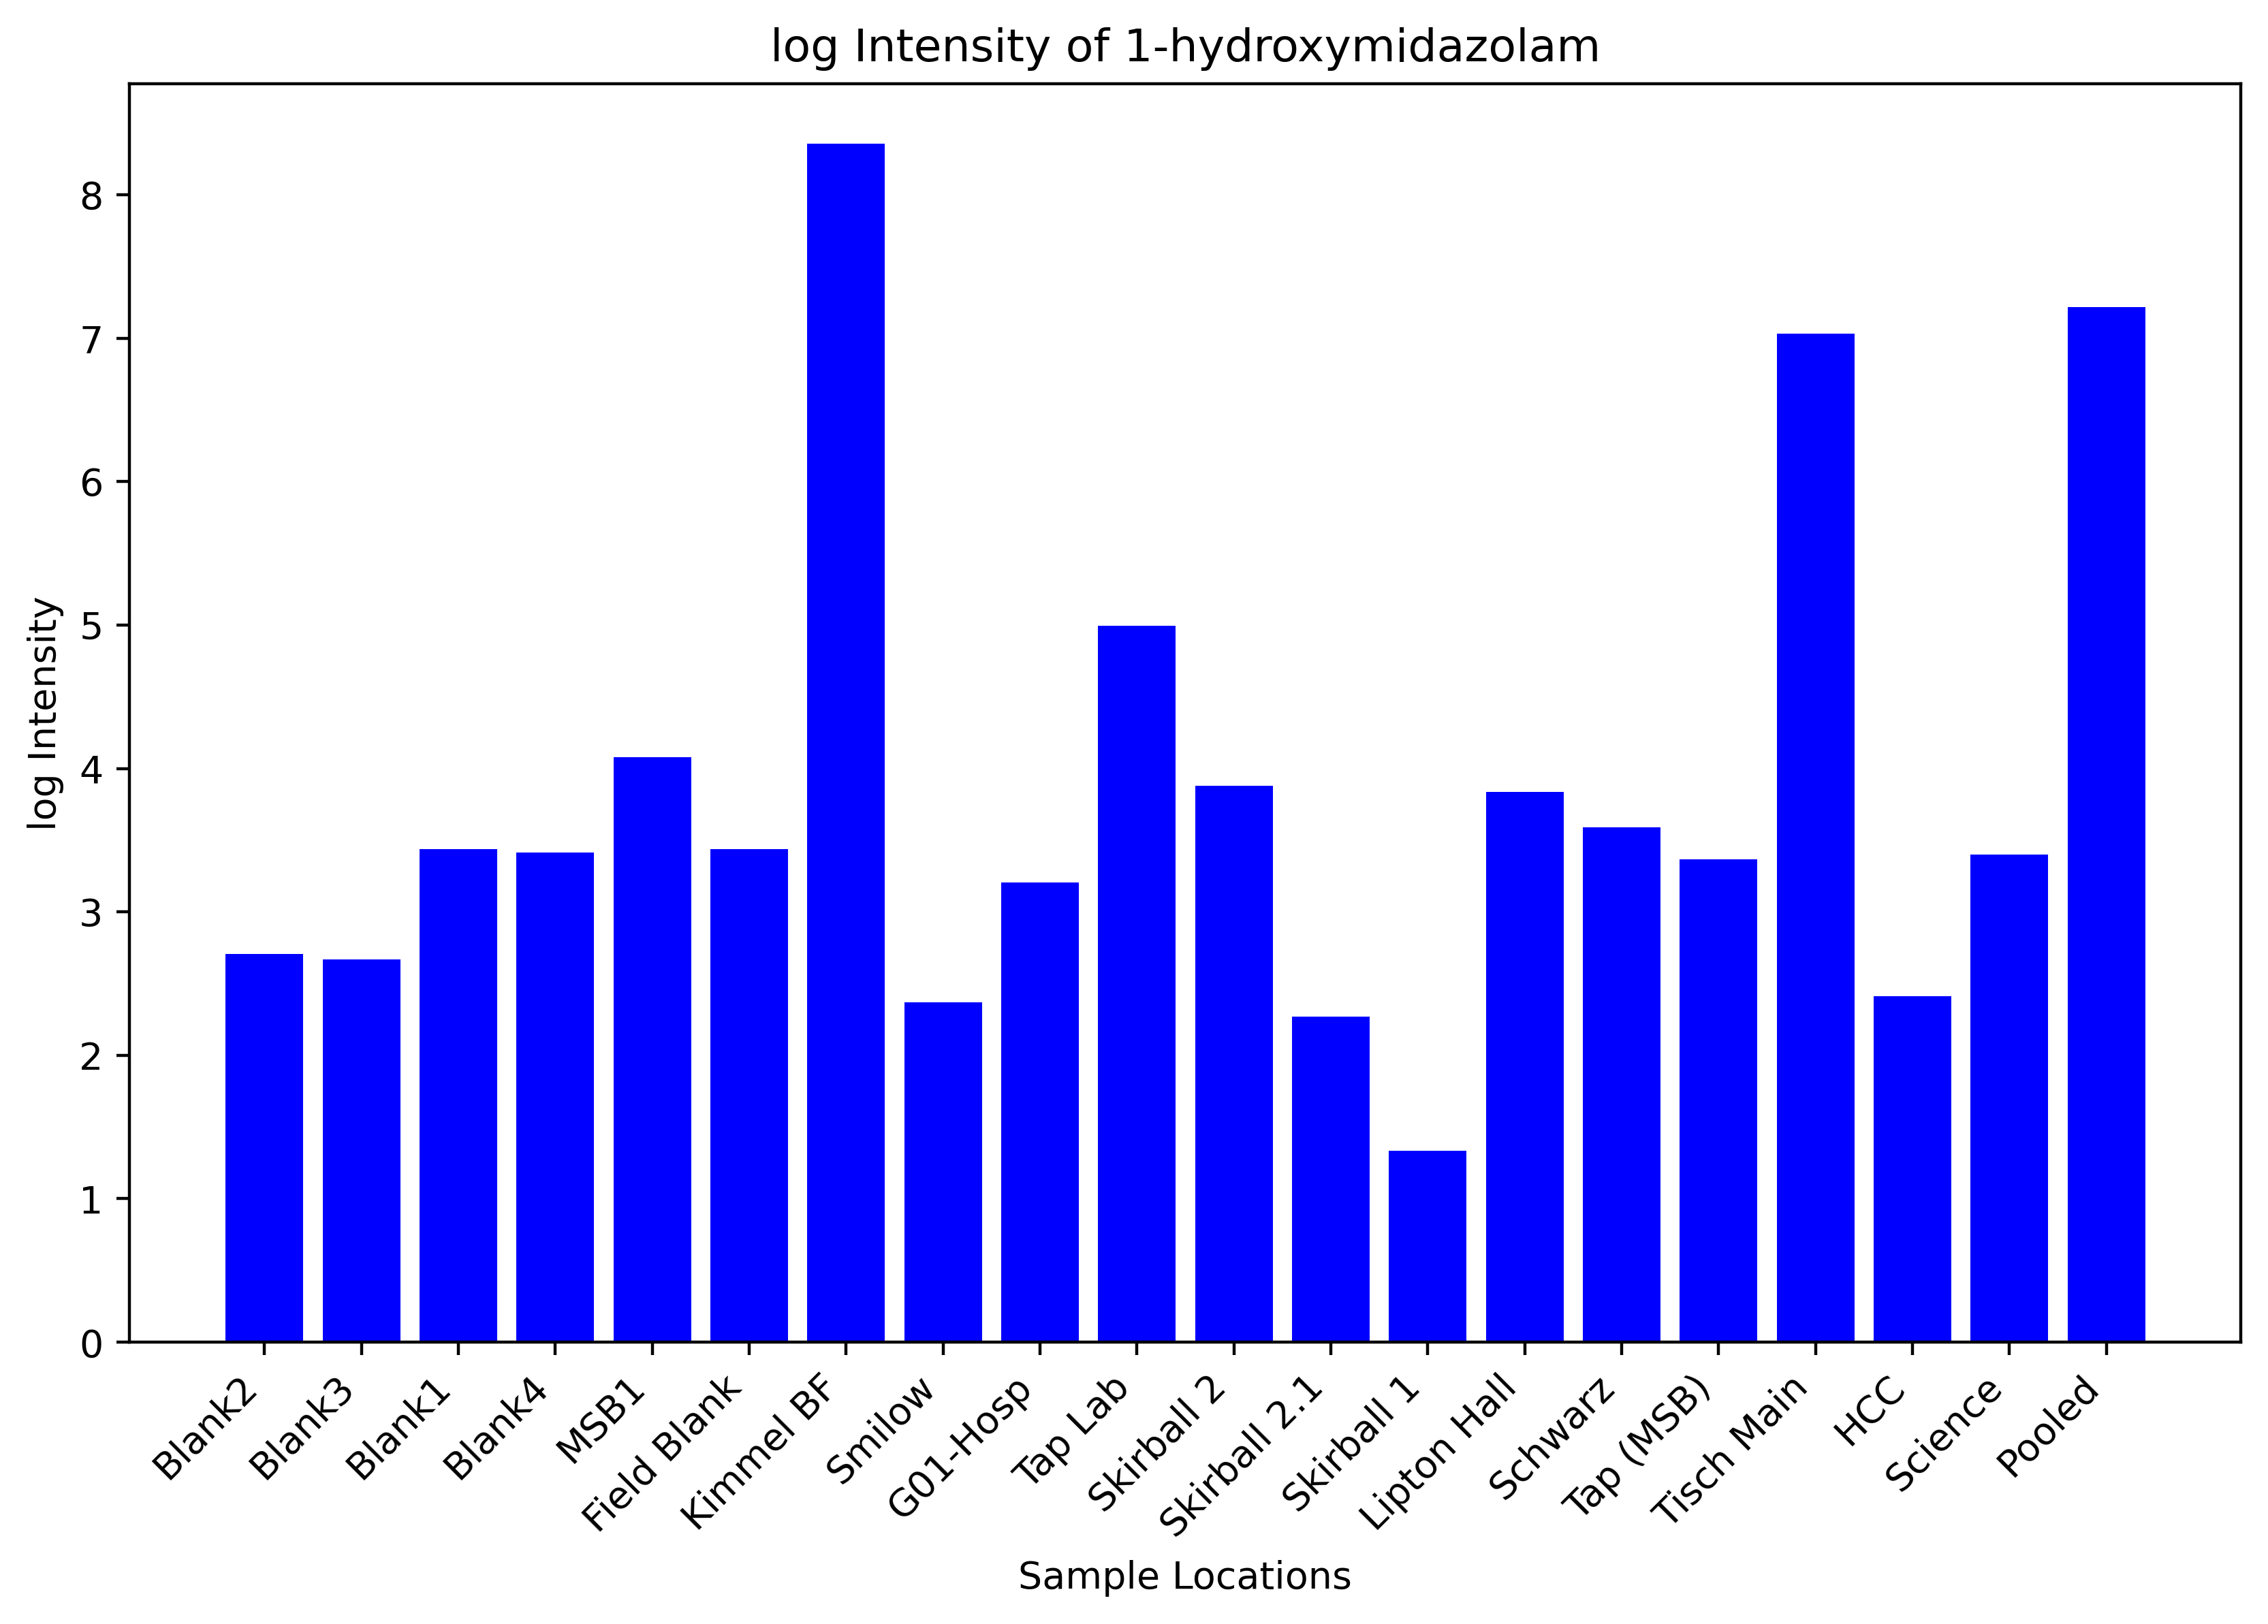 log Intensity of 1-hydroxymidazolam
log Intensity
8
7
6
5
4
3
2
1
0
Blank2
Blank3
Blank1
Blank4
MSB1
Field Blank
Kimmel BF
Smilow
G01-Hosp
Tap Lab
Skirball 2
Skirball 2.1
Skirball 1
Lipton Hall
Schwarz
Tap (MSB)
Tisch Main
HCC
Science
Pooled
Sample Locations